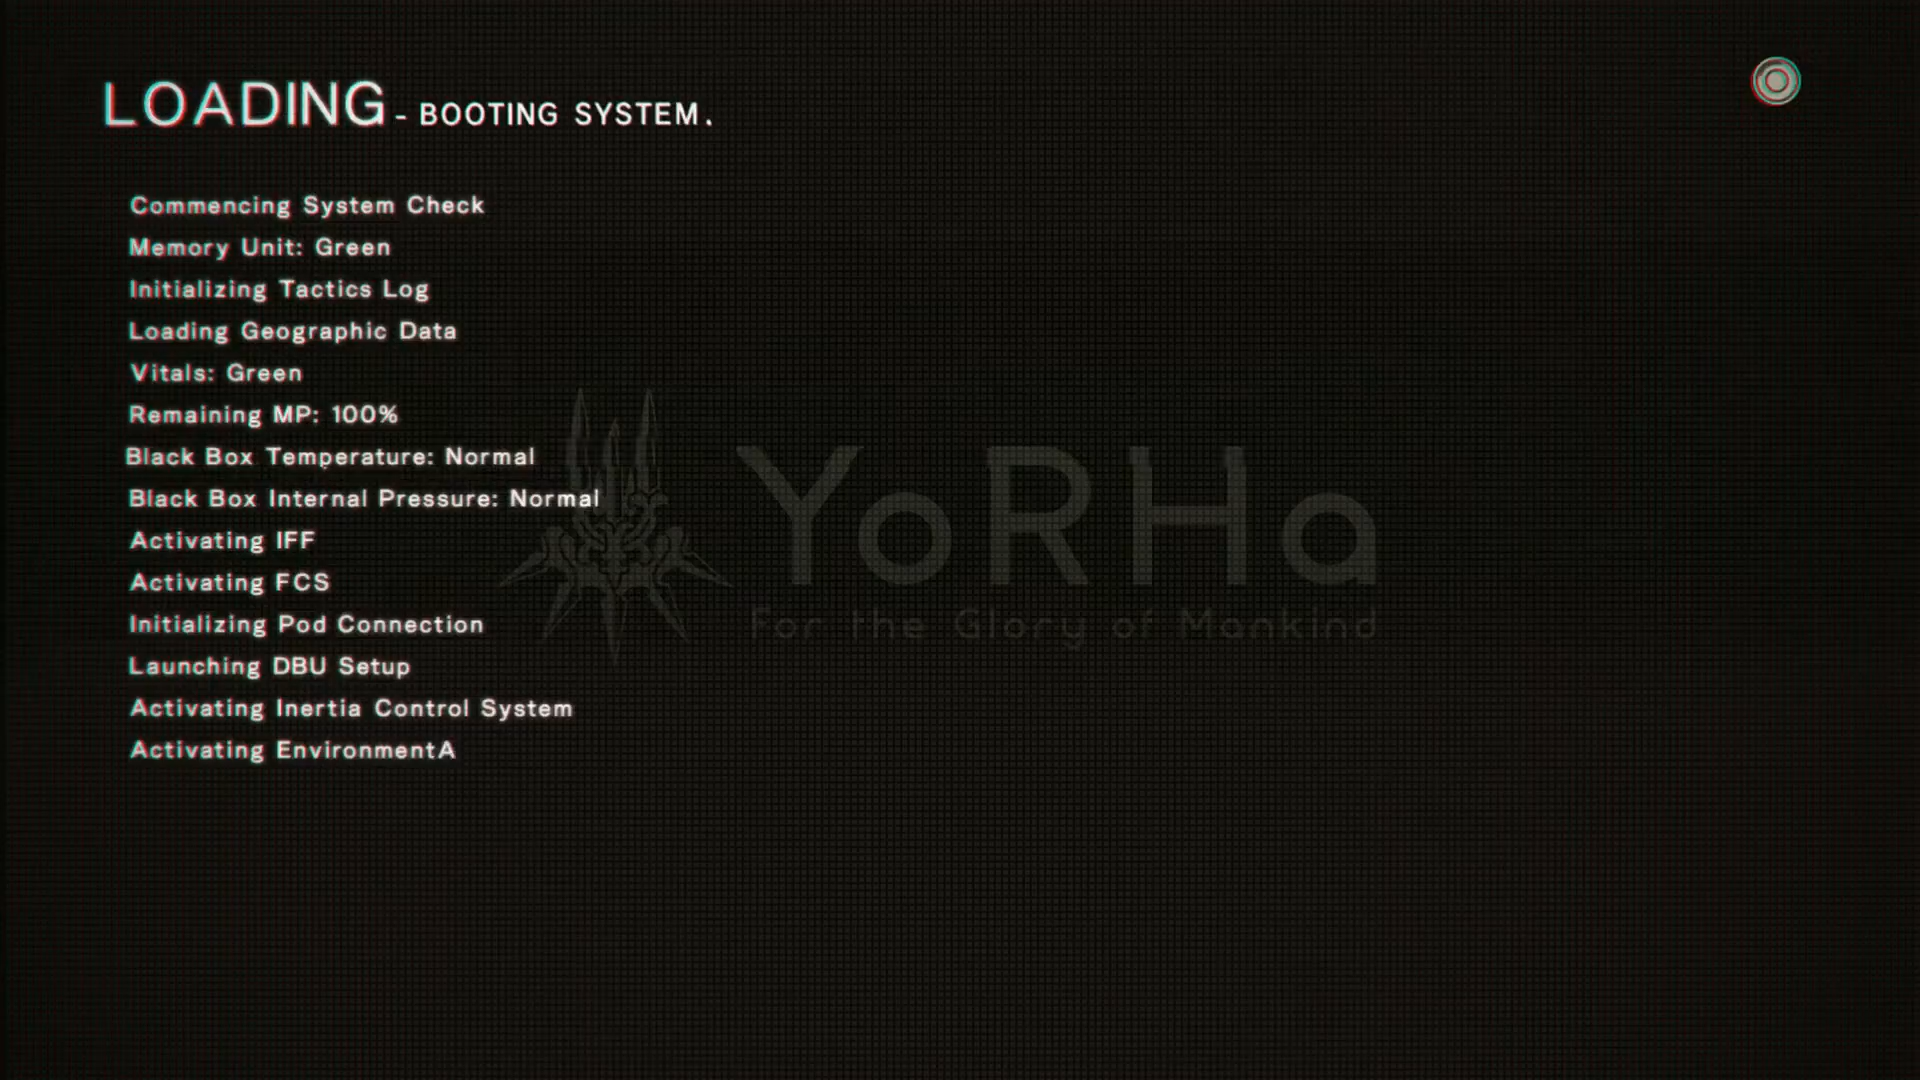 LOADING - BOOTING SYSTEM.
Commencing System Check
Memory Unit: Green
Initializing Tactics Log
Loading Geographic Data
Vitals: Green
Remaining MP: 100%
Black Box Temperature: Normal
Black Box Internal Pressure: Normal
Activating IFF
Activating FCS
Initializing Pod Connection
Launching DBU Setup
Activating Inertia Control System
Activating EnvironmentA
YoRHa
For the Glory of Mankind